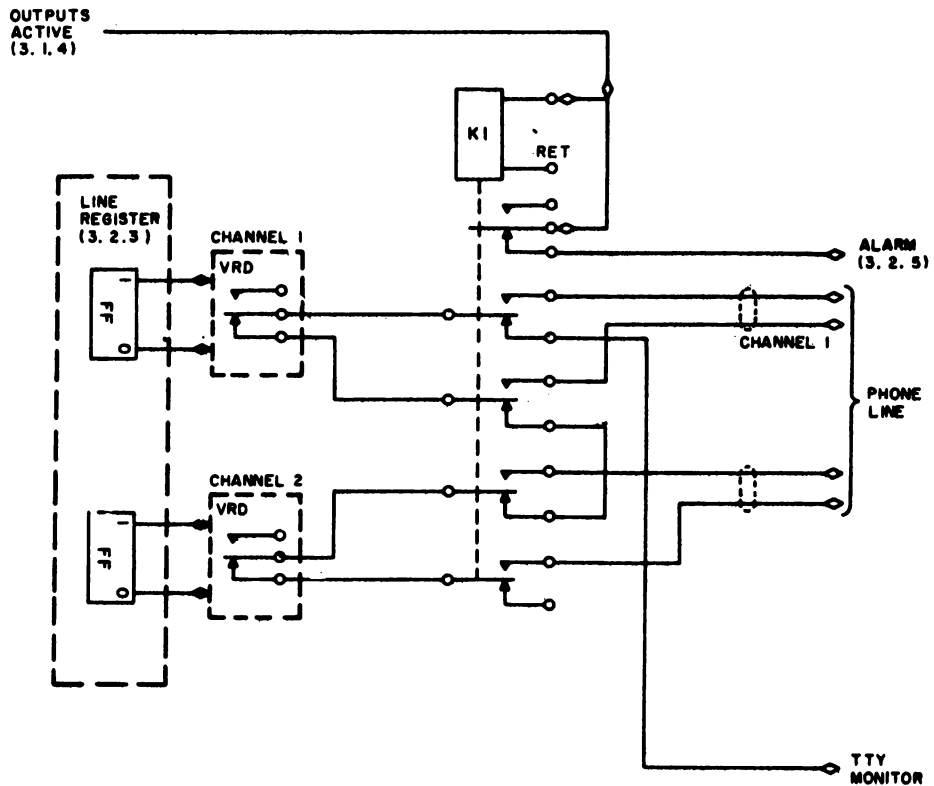 OUTPUTS
ACTIVE
(3. 1. 4)
K1
RET
LINE
REGISTER
(3. 2. 3)
CHANNEL 1
VRD
ALARM
(3. 2. 5)
1
FF
0
CHANNEL 1
PHONE
LINE
CHANNEL 2
VRD
1
FF
0
TTY
MONITOR